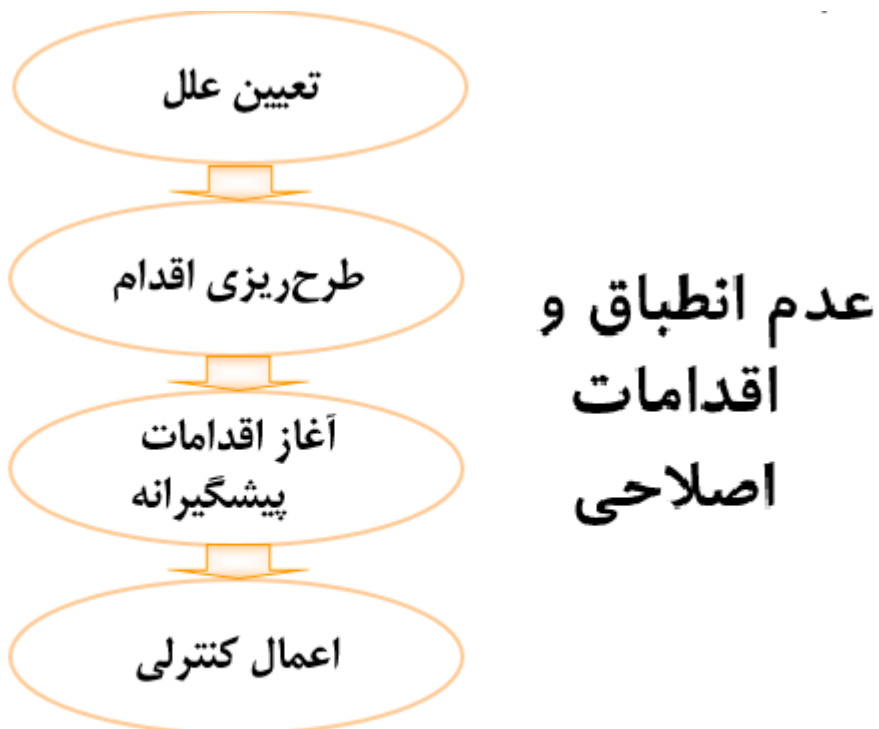 تعیین علل
طرح‌ریزی اقدام
آغاز اقدامات
پیشگیرانه
اعمال کنترلی
عدم انطباق و
اقدامات
اصلاحی